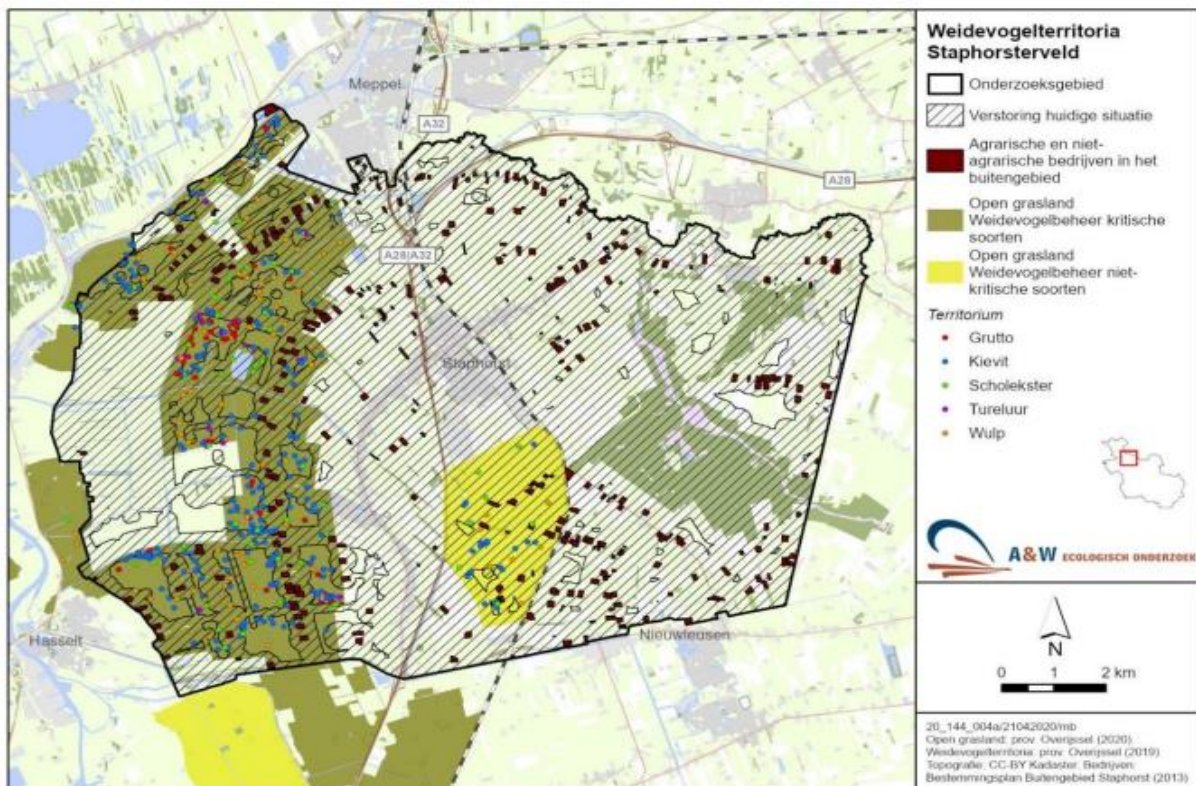 Weidevogelterritoria
Staphorsterveld
Onderzoeksgebied
Verstoring huidige situatie
Agrarische en niet-
agrarische bedrijven in het
buitengebied
Open grasland
Weidevogelbeheer kritische
soorten
Open grasland
Weidevogelbeheer niet-
kritische soorten
Territorium
Grutto
Kievit
Scholekster
Tureluur
Wulp
A&W ECOLOGISCH ONDERZOEK
N
0 1 2 km
20_144_004a/21042020/mb
Open grasland: prov. Overijssel (2020)
Weidevogelterritoria: prov. Overijssel (2019)
Topografie: CC-BY Kadaster. Bedrijven:
Bestemmingsplan Buitengebied Staphorst (2013)
Meppel
A32
A28
A28/A32
Staphorst
Hasselt
Nieuwleusen